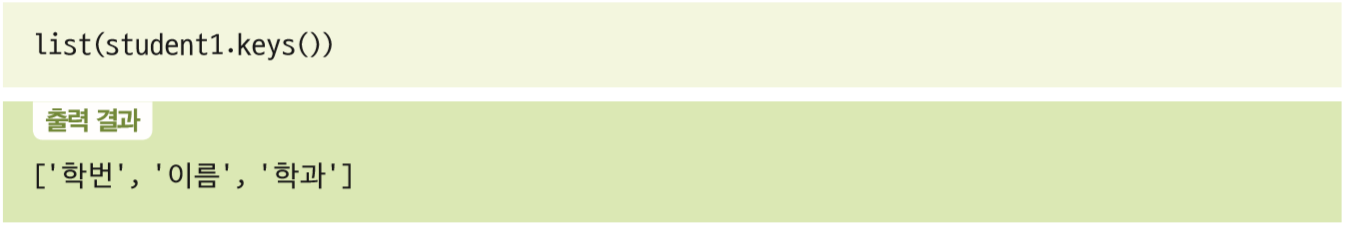 list(student1.keys())
출력 결과
['학번', '이름', '학과']